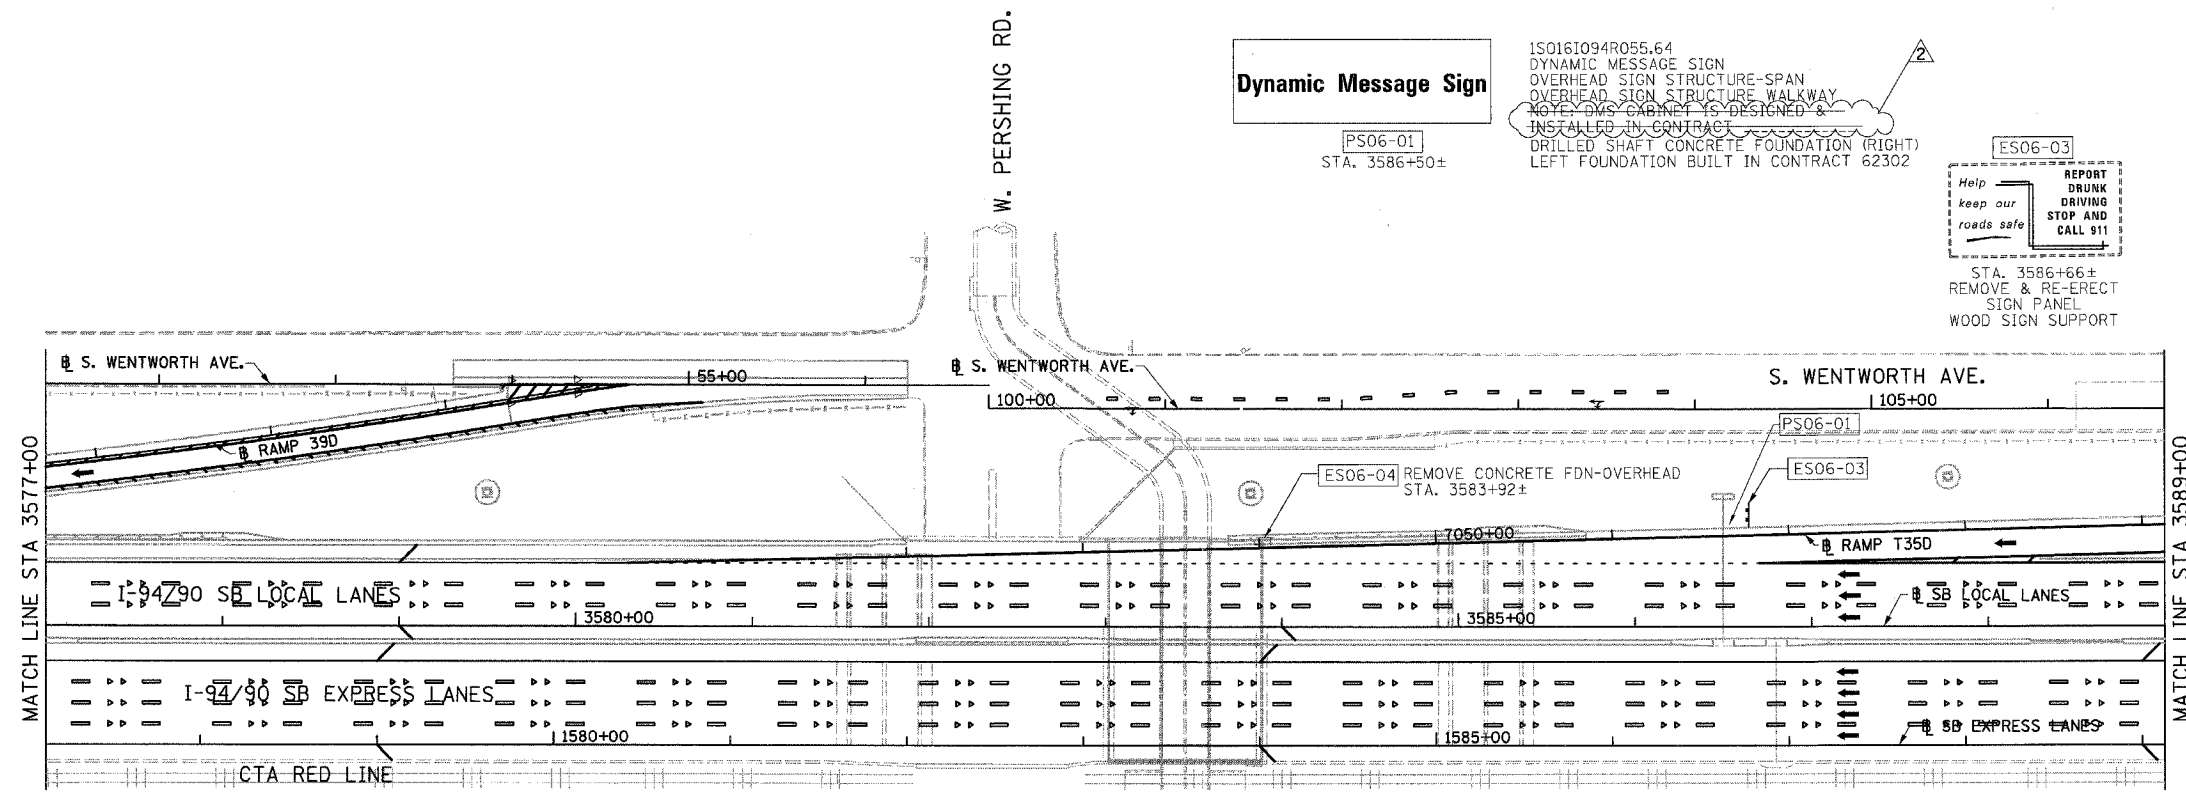 W. PERSHING RD.
Dynamic Message Sign
PS06-01
STA. 3586+50±
1S016I094R055.64
DYNAMIC MESSAGE SIGN
OVERHEAD SIGN STRUCTURE-SPAN
OVERHEAD SIGN STRUCTURE WALKWAY
NOTE: DMS CABINET IS DESIGNED &
INSTALLED IN CONTRACT
DRILLED SHAFT CONCRETE FOUNDATION (RIGHT)
LEFT FOUNDATION BUILT IN CONTRACT 62302
2
ES06-03
Help
keep our
roads safe
REPORT
DRUNK
DRIVING
STOP AND
CALL 911
STA. 3586+66±
REMOVE & RE-ERECT
SIGN PANEL
WOOD SIGN SUPPORT
MATCH LINE STA 3577+00
℄ S. WENTWORTH AVE.
55+00
℄ S. WENTWORTH AVE.
100+00
S. WENTWORTH AVE.
105+00
℄ RAMP 39D
PS06-01
ES06-03
ES06-04 REMOVE CONCRETE FDN-OVERHEAD
STA. 3583+92±
7050+00
℄ RAMP T35D
I-94/90 SB LOCAL LANES
℄ SB LOCAL LANES
3580+00
3585+00
I-94/90 SB EXPRESS LANES
℄ SB EXPRESS LANES
1580+00
1585+00
CTA RED LINE
MATCH LINE STA 3589+00